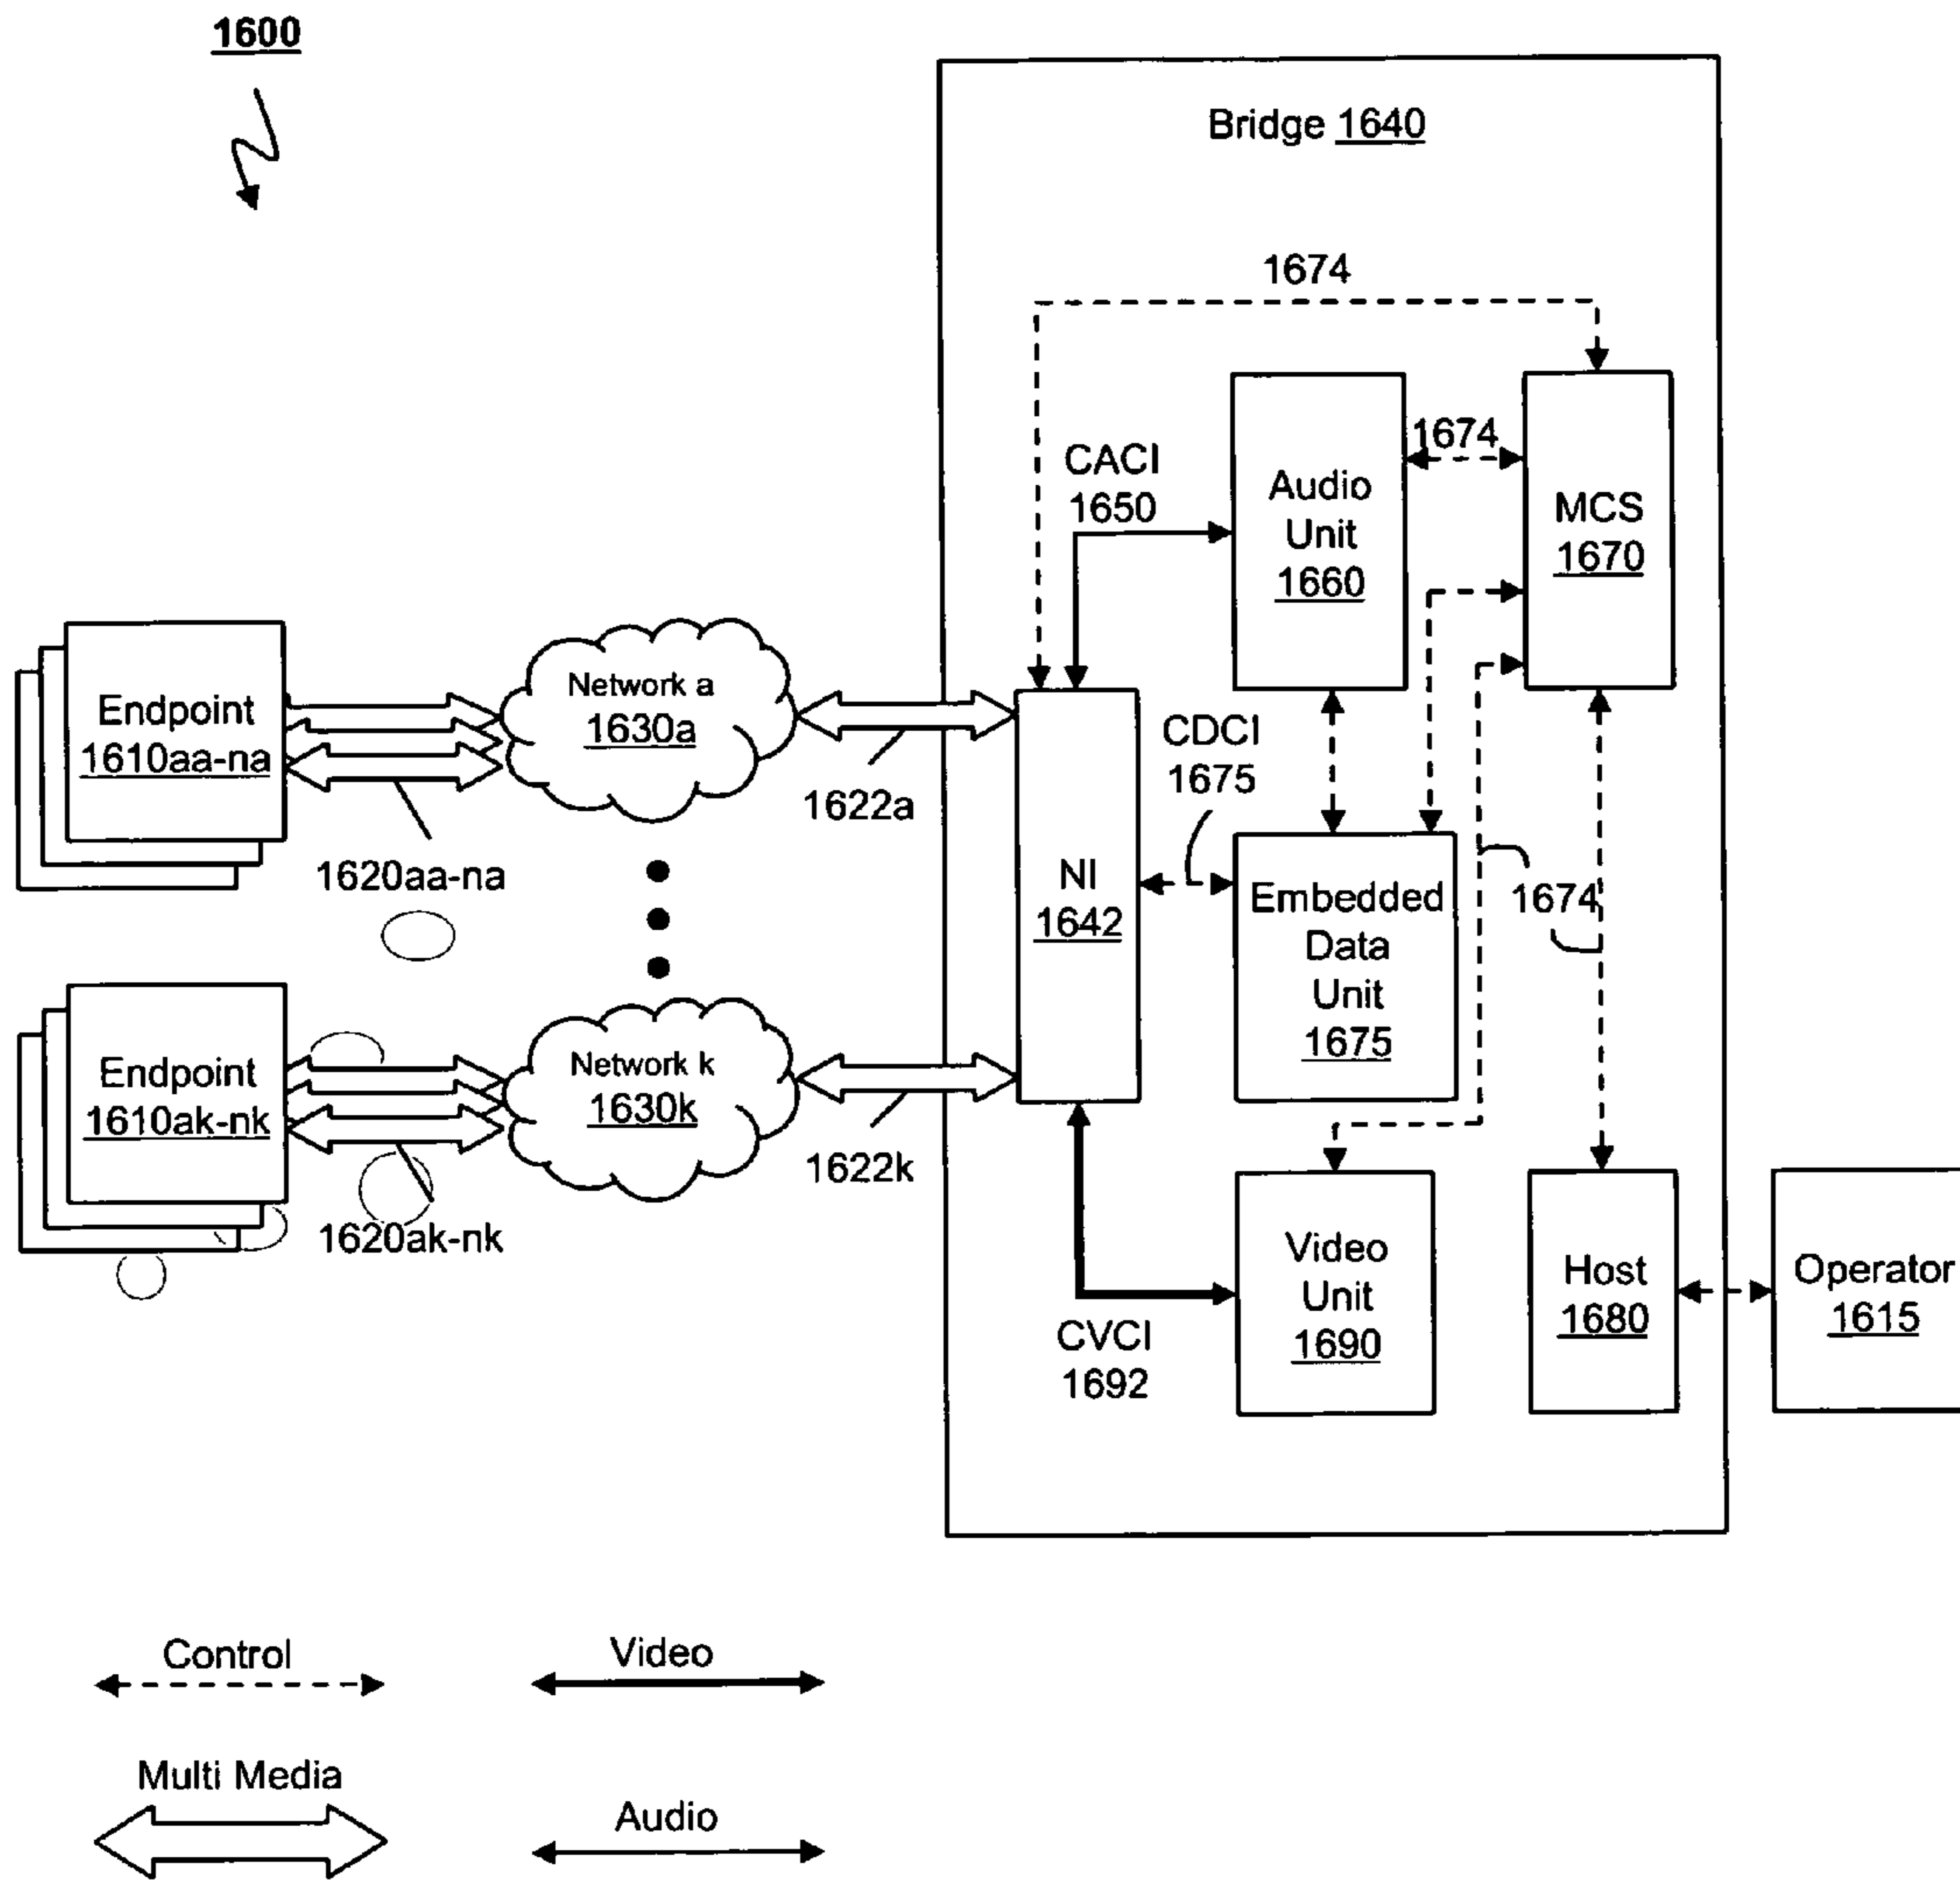 1600
Bridge 1640
1674
CACI
1650
Audio
Unit
1660
1674
MCS
1670
Endpoint
1610aa-na
1620aa-na
Network a
1630a
1622a
CDCI
1675
NI
1642
Embedded
Data
Unit
1675
1674
Endpoint
1610ak-nk
1620ak-nk
Network k
1630k
1622k
CVCI
1692
Video
Unit
1690
Host
1680
Operator
1615
Control
Video
Multi Media
Audio